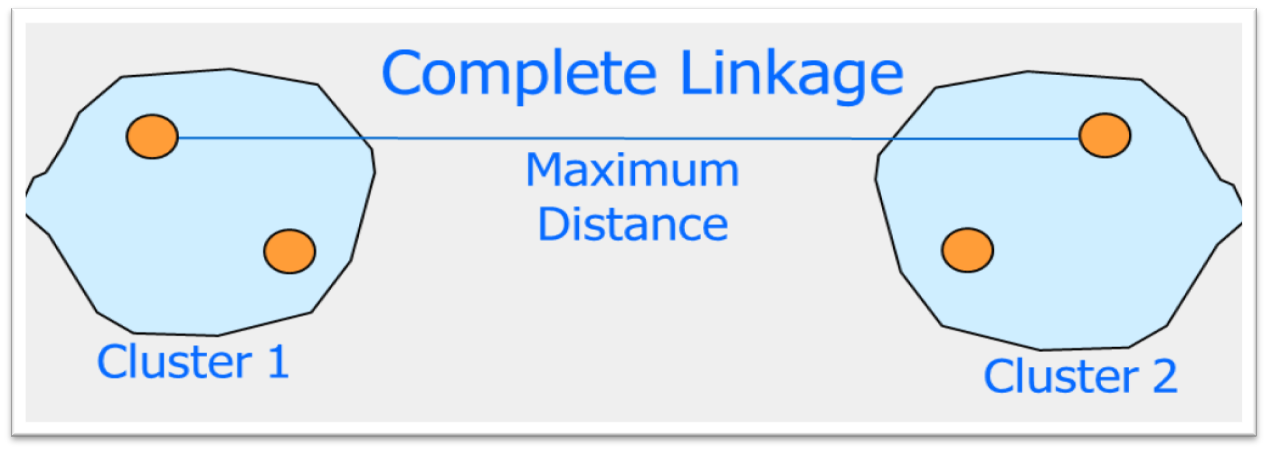 Complete Linkage
Maximum
Distance
Cluster 1
Cluster 2